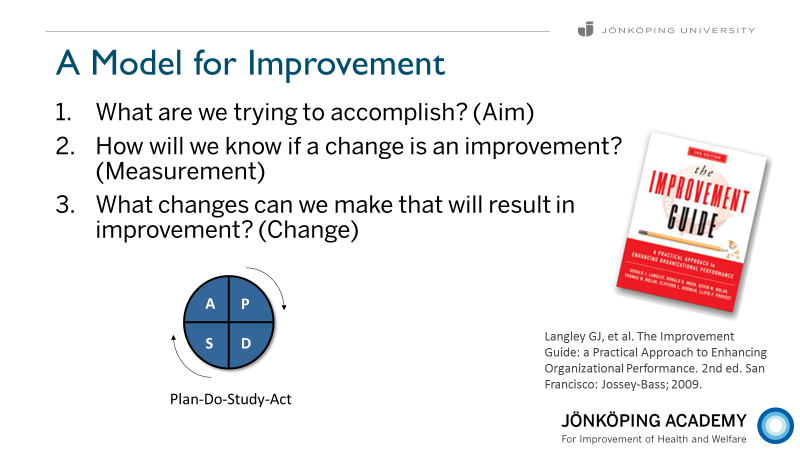 JÖNKÖPING UNIVERSITY
A Model for Improvement
1. What are we trying to accomplish? (Aim)
2. How will we know if a change is an improvement?
(Measurement)
3. What changes can we make that will result in
improvement? (Change)
2ND EDITION
the
IMPROVEMENT
GUIDE
A PRACTICAL APPROACH to
ENHANCING ORGANIZATIONAL PERFORMANCE
GERALD J. LANGLEY, RONALD D. MOEN, KEVIN M. NOLAN,
THOMAS W. NOLAN, CLIFFORD L. NORMAN, LLOYD P. PROVOST
A P
S D
Plan-Do-Study-Act
Langley GJ, et al. The Improvement
Guide: a Practical Approach to Enhancing
Organizational Performance. 2nd ed. San
Francisco: Jossey-Bass; 2009.
JÖNKÖPING ACADEMY
For Improvement of Health and Welfare